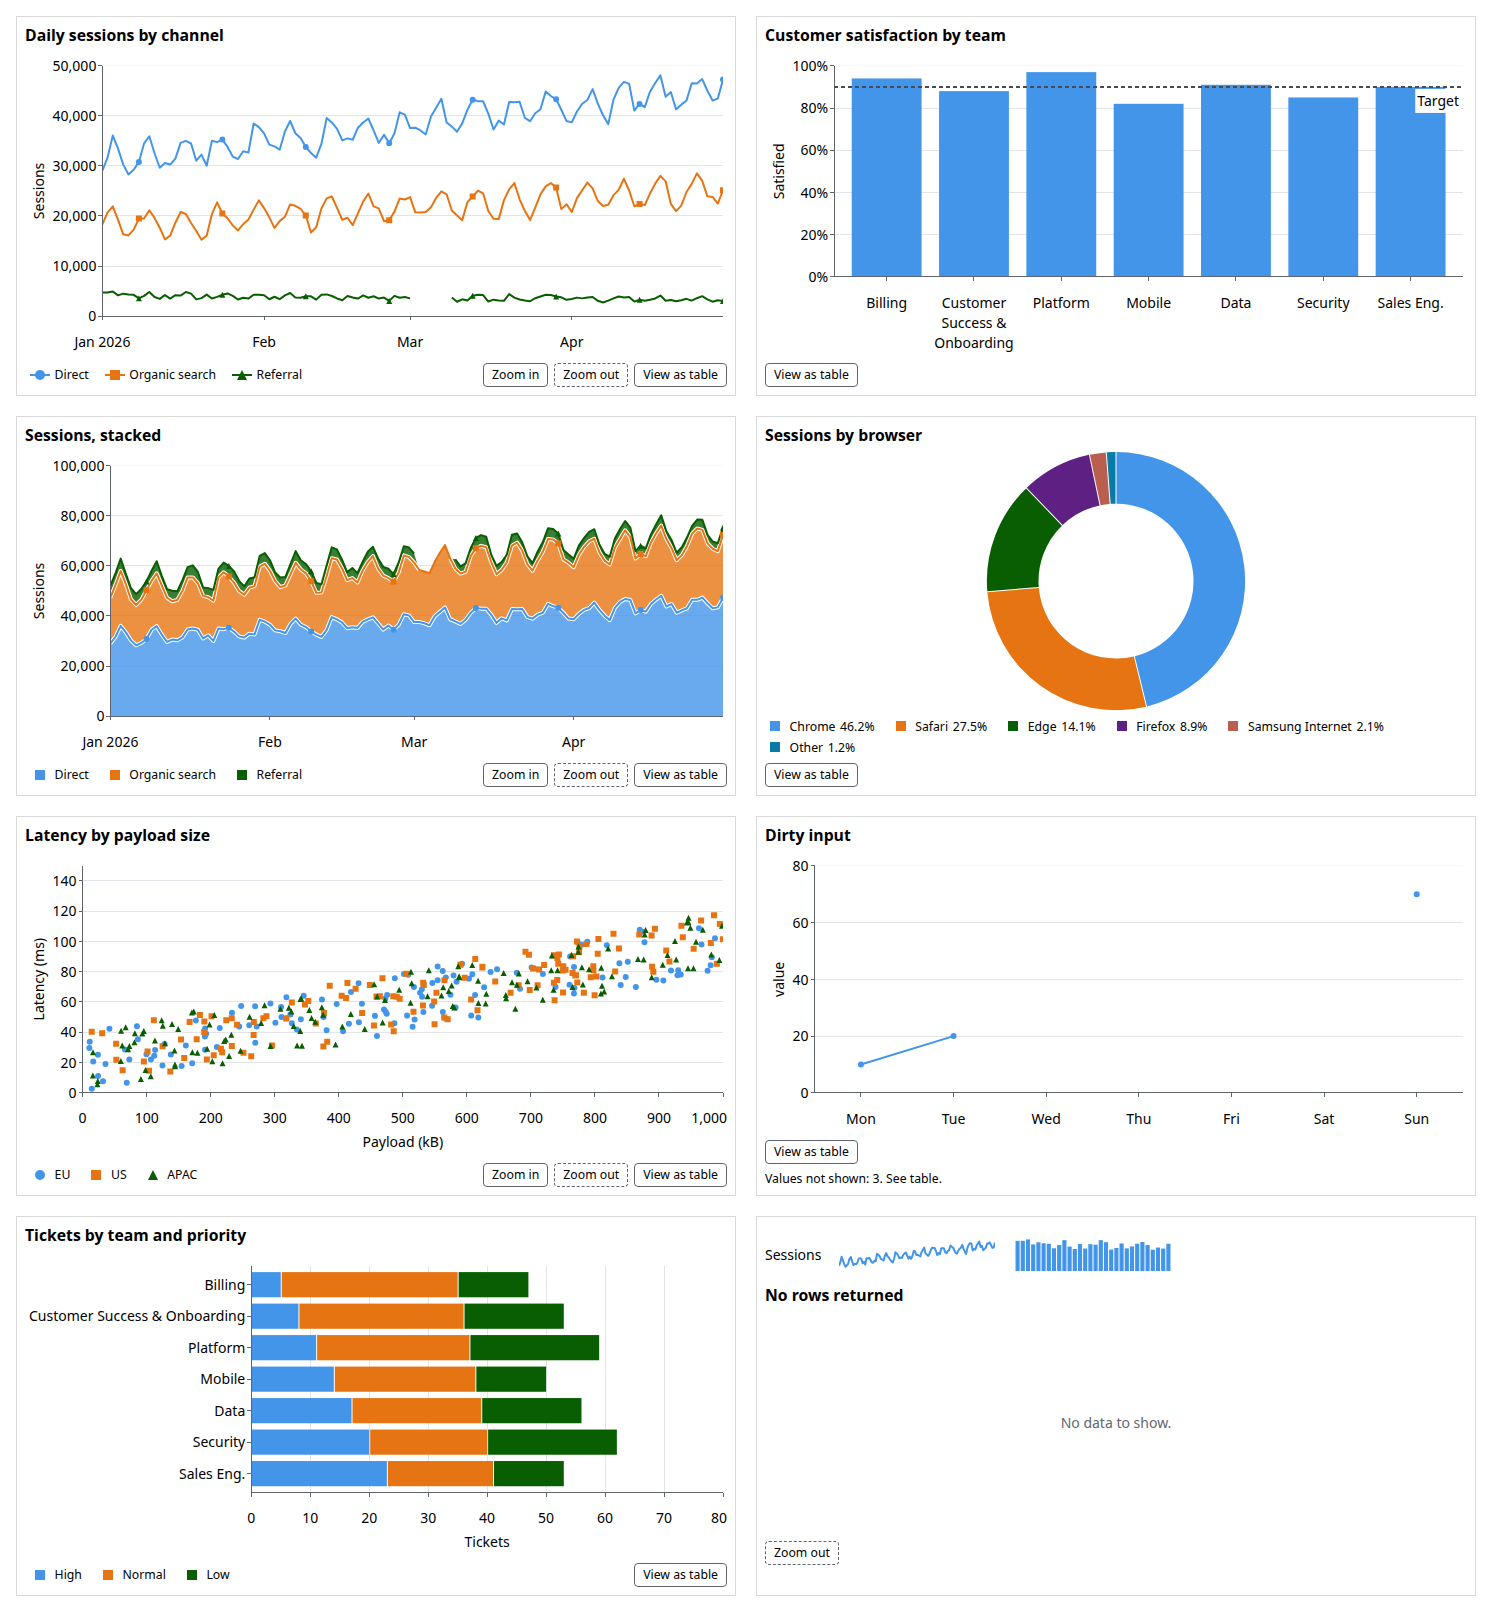 Daily sessions by channel
50,000
40,000
30,000
20,000
10,000
0
Sessions
Jan 2026 Feb Mar Apr
Direct Organic search Referral
Zoom in Zoom out View as table
Customer satisfaction by team
100%
80%
60%
40%
20%
0%
Satisfied
Target
Billing Customer Success & Onboarding Platform Mobile Data Security Sales Eng.
View as table
Sessions, stacked
100,000
80,000
60,000
40,000
20,000
0
Sessions
Jan 2026 Feb Mar Apr
Direct Organic search Referral
Zoom in Zoom out View as table
Sessions by browser
Chrome 46.2% Safari 27.5% Edge 14.1% Firefox 8.9% Samsung Internet 2.1%
Other 1.2%
View as table
Latency by payload size
140
120
100
80
60
40
20
0
Latency (ms)
0 100 200 300 400 500 600 700 800 900 1,000
Payload (kB)
EU US APAC
Zoom in Zoom out View as table
Dirty input
80
60
40
20
0
value
Mon Tue Wed Thu Fri Sat Sun
View as table
Values not shown: 3. See table.
Tickets by team and priority
Billing
Customer Success & Onboarding
Platform
Mobile
Data
Security
Sales Eng.
0 10 20 30 40 50 60 70 80
Tickets
High Normal Low
View as table
Sessions
No rows returned
No data to show.
Zoom out